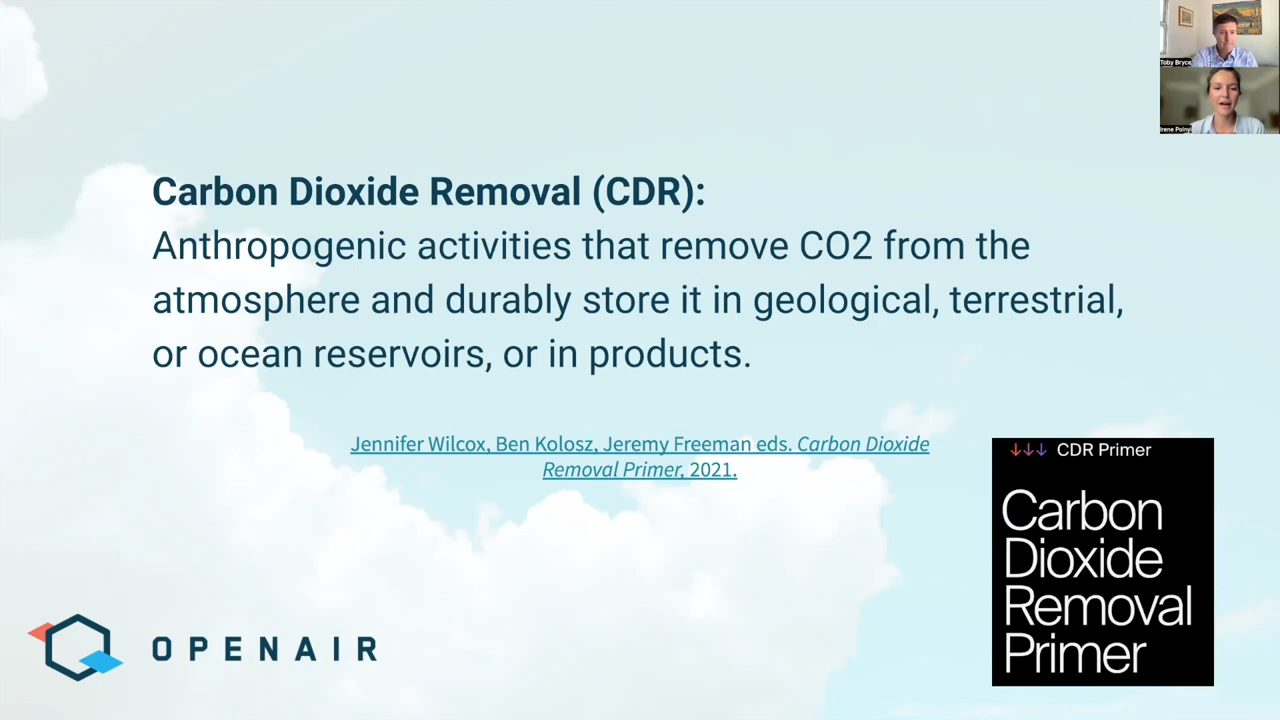 Toby Bryce
Carbon Dioxide Removal (CDR):
Anthropogenic activities that remove CO2 from the
atmosphere and durably store it in geological, terrestrial,
or ocean reservoirs, or in products.
Jennifer Wilcox, Ben Kolosz, Jeremy Freeman eds. Carbon Dioxide
Removal Primer, 2021.
↓↓↓ CDR Primer
Carbon
Dioxide
Removal
Primer
OPENAIR